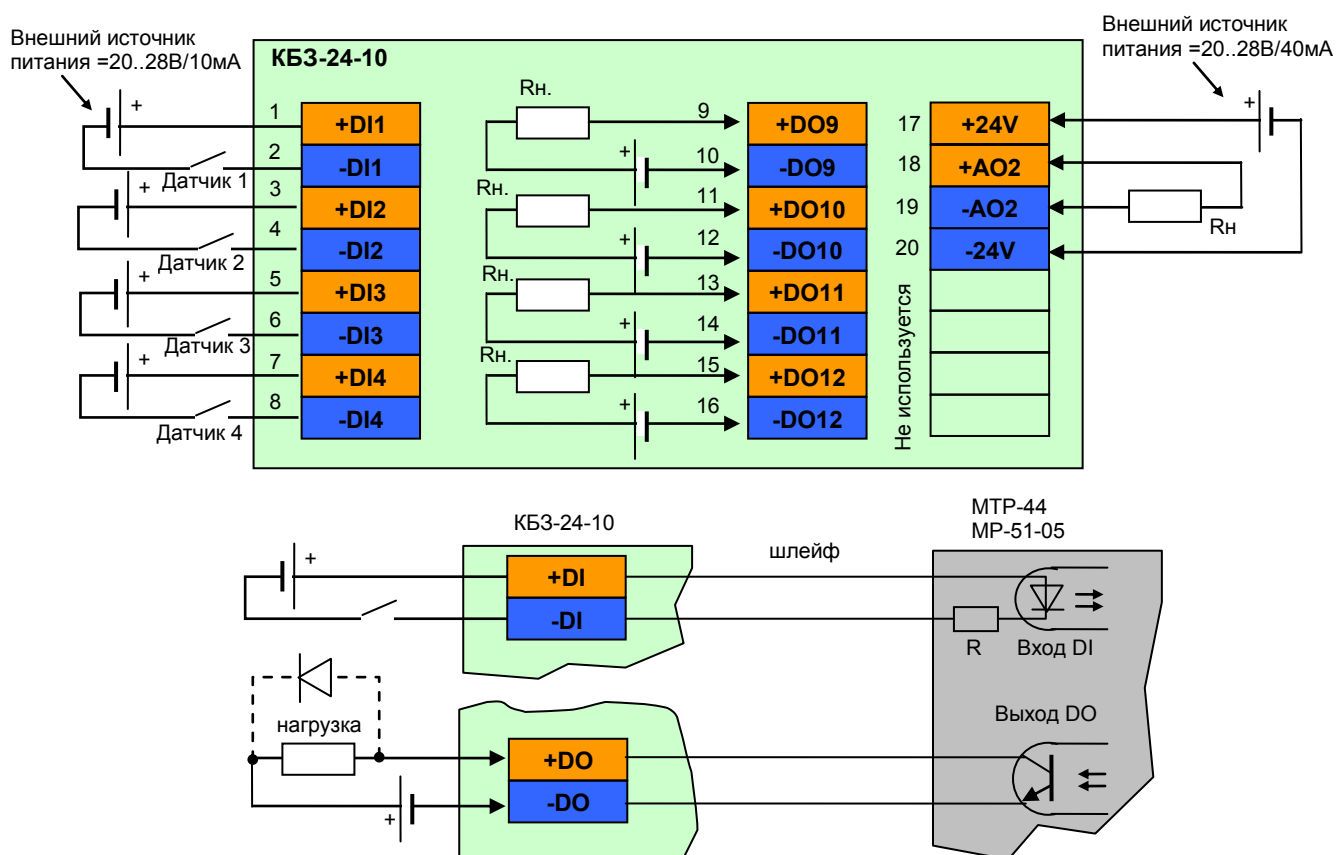 Внешний источник
питания =20..28В/10мА
Внешний источник
питания =20..28В/40мА
КБЗ-24-10
+
1
+DI1
2
-DI1
Датчик 1
+
3
+DI2
4
-DI2
Датчик 2
+
5
+DI3
6
-DI3
Датчик 3
+
7
+DI4
8
-DI4
Датчик 4
Rн.
9
+DO9
+
10
-DO9
Rн.
11
+DO10
+
12
-DO10
Rн.
13
+DO11
+
14
-DO11
Rн.
15
+DO12
+
16
-DO12
17
+24V
+
18
+AO2
19
-AO2
Rн
20
-24V
Не используется
КБЗ-24-10
МТР-44
МР-51-05
шлейф
+
+DI
-DI
R
Вход DI
нагрузка
Выход DO
+DO
-DO
+